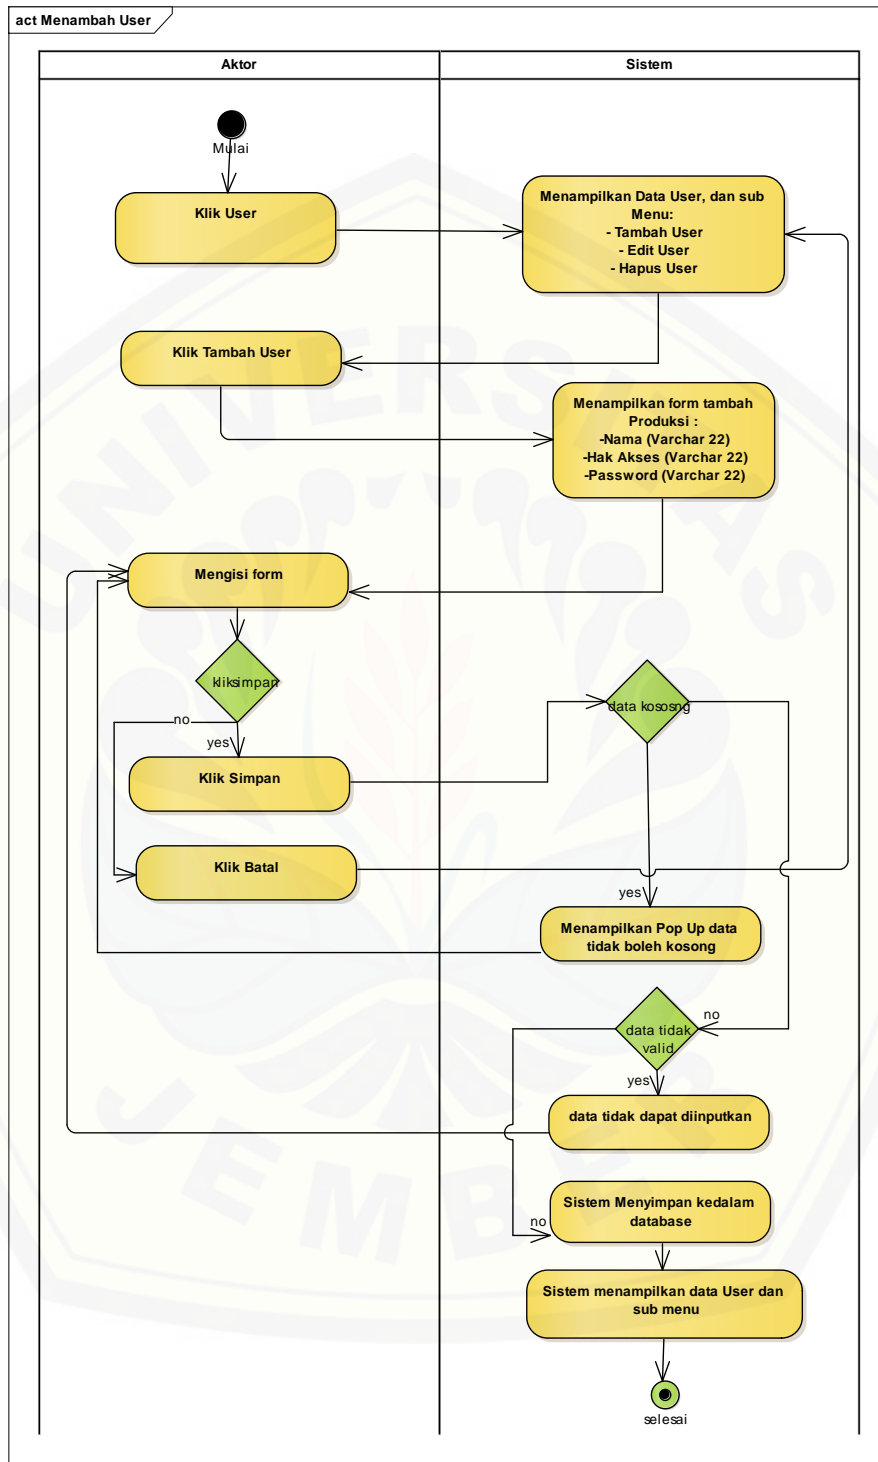 act Menambah User
Aktor
Sistem
Mulai
Klik User
Menampilkan Data User, dan sub
Menu:
- Tambah User
- Edit User
- Hapus User
Klik Tambah User
Menampilkan form tambah
Produksi :
-Nama (Varchar 22)
-Hak Akses (Varchar 22)
-Password (Varchar 22)
Mengisi form
kliksimpan
data kososng
no
yes
Klik Simpan
Klik Batal
yes
Menampilkan Pop Up data
tidak boleh kosong
no
data tidak
valid
yes
data tidak dapat diinputkan
Sistem Menyimpan kedalam
database
no
Sistem menampilkan data User dan
sub menu
selesai
UNIVERSITAS
JEMBER